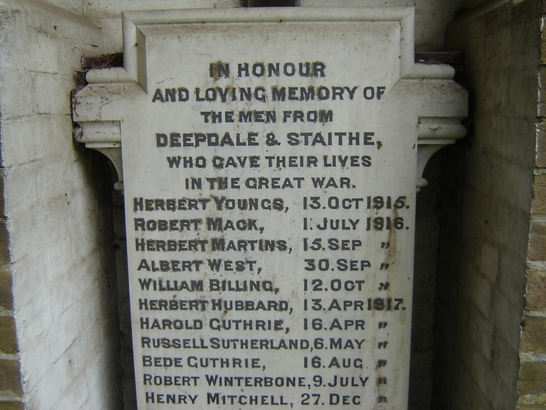 IN HONOUR
AND LOVING MEMORY OF
THE MEN FROM
DEEPDALE & STAITHE,
WHO GAVE THEIR LIVES
IN THE GREAT WAR.
HERBERT YOUNGS, 13. OCT 1915.
ROBERT MACK, 1. JULY 1916.
HERBERT MARTINS, 15. SEP "
ALBERT WEST, 30. SEP "
WILLIAM BILLING, 12. OCT "
HERBERT HUBBARD, 13. APR 1917.
HAROLD GUTHRIE, 16. APR "
RUSSELL SUTHERLAND, 6. MAY "
BEDE GUTHRIE, 16. AUG "
ROBERT WINTERBONE, 9. JULY "
HENRY MITCHELL, 27. DEC "